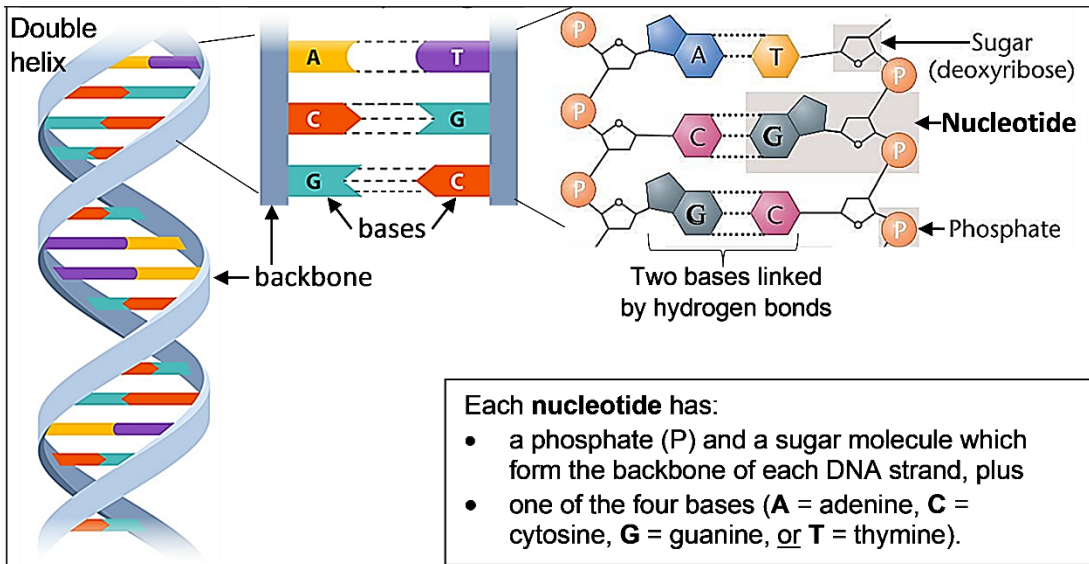 Double
helix
A
T
C
G
G
C
bases
backbone
P
A
T
Sugar
(deoxyribose)
P
P
C
G
Nucleotide
P
P
G
C
P
Phosphate
Two bases linked
by hydrogen bonds
Each nucleotide has:
• a phosphate (P) and a sugar molecule which
form the backbone of each DNA strand, plus
• one of the four bases (A = adenine, C =
cytosine, G = guanine, or T = thymine).